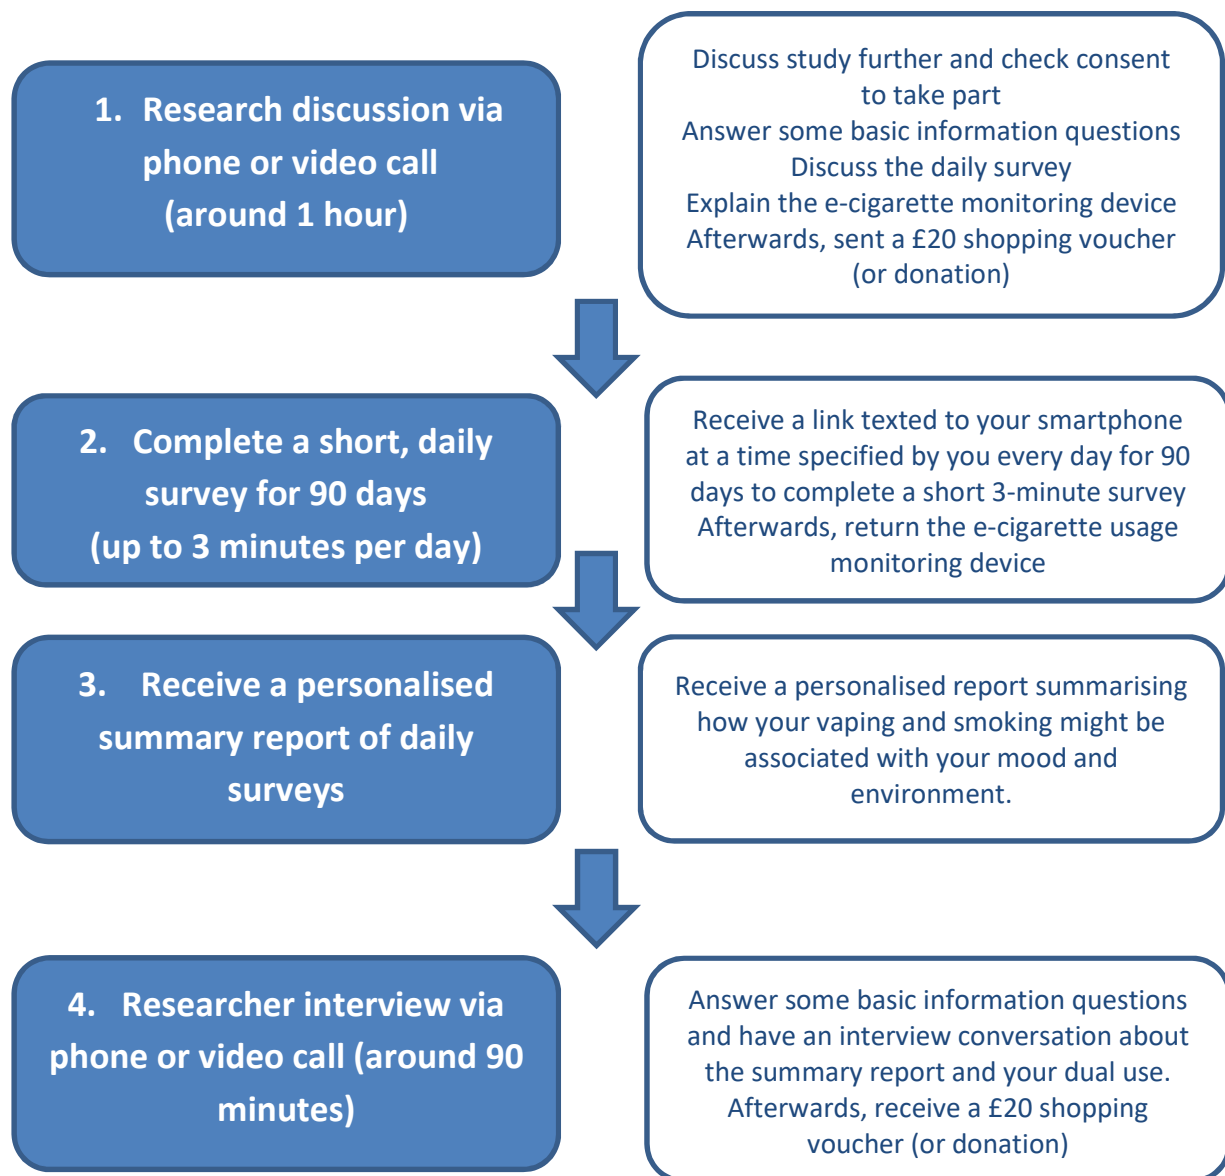 1. Research discussion via
phone or video call
(around 1 hour)
Discuss study further and check consent
to take part
Answer some basic information questions
Discuss the daily survey
Explain the e-cigarette monitoring device
Afterwards, sent a £20 shopping voucher
(or donation)
2. Complete a short, daily
survey for 90 days
(up to 3 minutes per day)
Receive a link texted to your smartphone
at a time specified by you every day for 90
days to complete a short 3-minute survey
Afterwards, return the e-cigarette usage
monitoring device
3. Receive a personalised
summary report of daily
surveys
Receive a personalised report summarising
how your vaping and smoking might be
associated with your mood and
environment.
4. Researcher interview via
phone or video call (around 90
minutes)
Answer some basic information questions
and have an interview conversation about
the summary report and your dual use.
Afterwards, receive a £20 shopping
voucher (or donation)